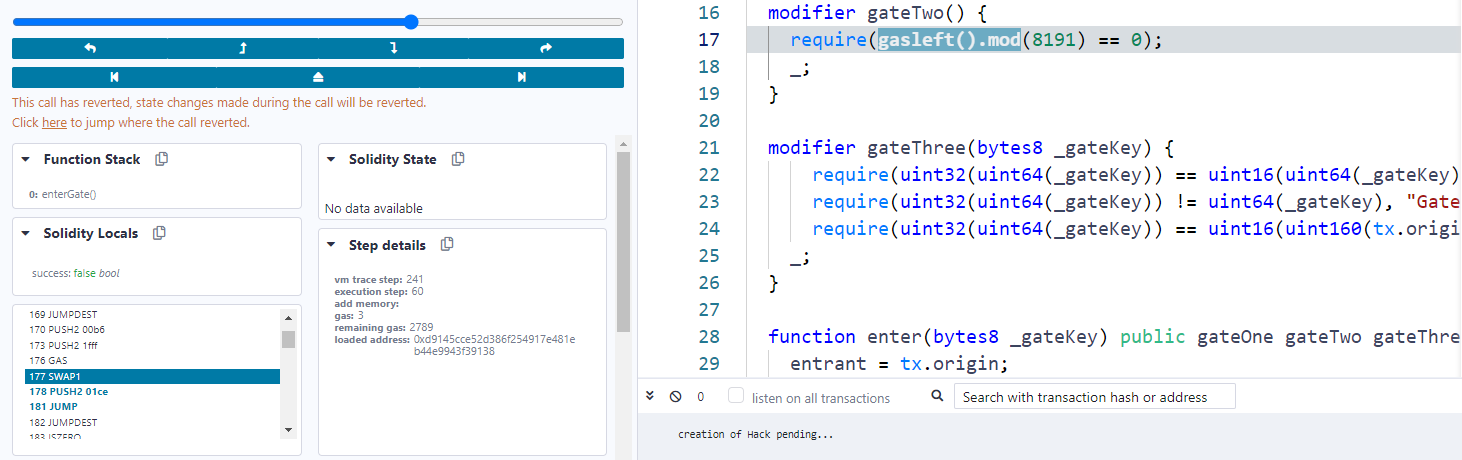 This call has reverted, state changes made during the call will be reverted.
Click here to jump where the call reverted.
Function Stack
0: enterGate()
Solidity Locals
success: false bool
169 JUMPDEST
170 PUSH2 00b6
173 PUSH2 1fff
176 GAS
177 SWAP1
178 PUSH2 01ce
181 JUMP
182 JUMPDEST
183 ISZERO
Solidity State
No data available
Step details
vm trace step: 241
execution step: 60
add memory:
gas: 3
remaining gas: 2789
loaded address: 0xd9145cce52d386f254917e481e
b44e9943f39138
16 modifier gateTwo() {
17 require(gasleft().mod(8191) == 0);
18 _;
19 }
20
21 modifier gateThree(bytes8 _gateKey) {
22 require(uint32(uint64(_gateKey)) == uint16(uint64(_gateKey)
23 require(uint32(uint64(_gateKey)) != uint64(_gateKey), "Gate
24 require(uint32(uint64(_gateKey)) == uint16(uint160(tx.origi
25 _;
26 }
27
28 function enter(bytes8 _gateKey) public gateOne gateTwo gateThre
29 entrant = tx.origin;
0 listen on all transactions Search with transaction hash or address
creation of Hack pending...